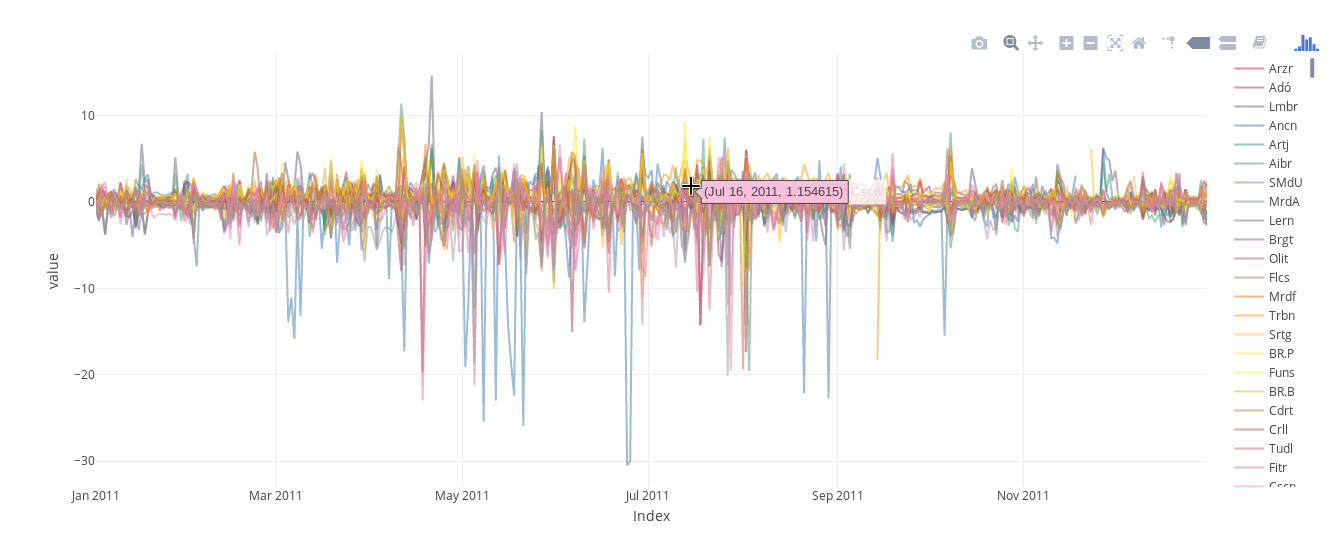 10
0
−10
−20
−30
value
Jan 2011
Mar 2011
May 2011
Jul 2011
Sep 2011
Nov 2011
Index
(Jul 16, 2011, 1.154615)
Cscn
Arzr
Adó
Lmbr
Ancn
Artj
Aibr
SMdU
MrdA
Lern
Brgt
Olit
Flcs
Mrdf
Trbn
Srtg
BR.P
Funs
BR.B
Cdrt
Crll
Tudl
Fitr
Cscn